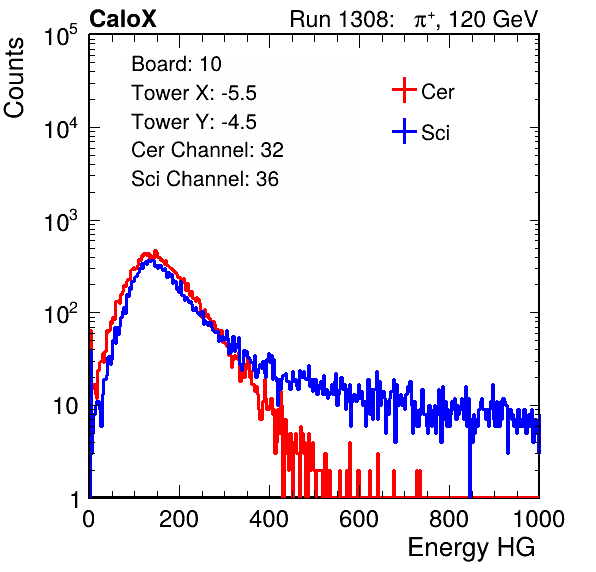 CaloX Run 1308: π⁺, 120 GeV
Counts
10⁵
10⁴
10³
10²
10
1
Board: 10
Tower X: -5.5
Tower Y: -4.5
Cer Channel: 32
Sci Channel: 36
Cer
Sci
0 200 400 600 800 1000
Energy HG